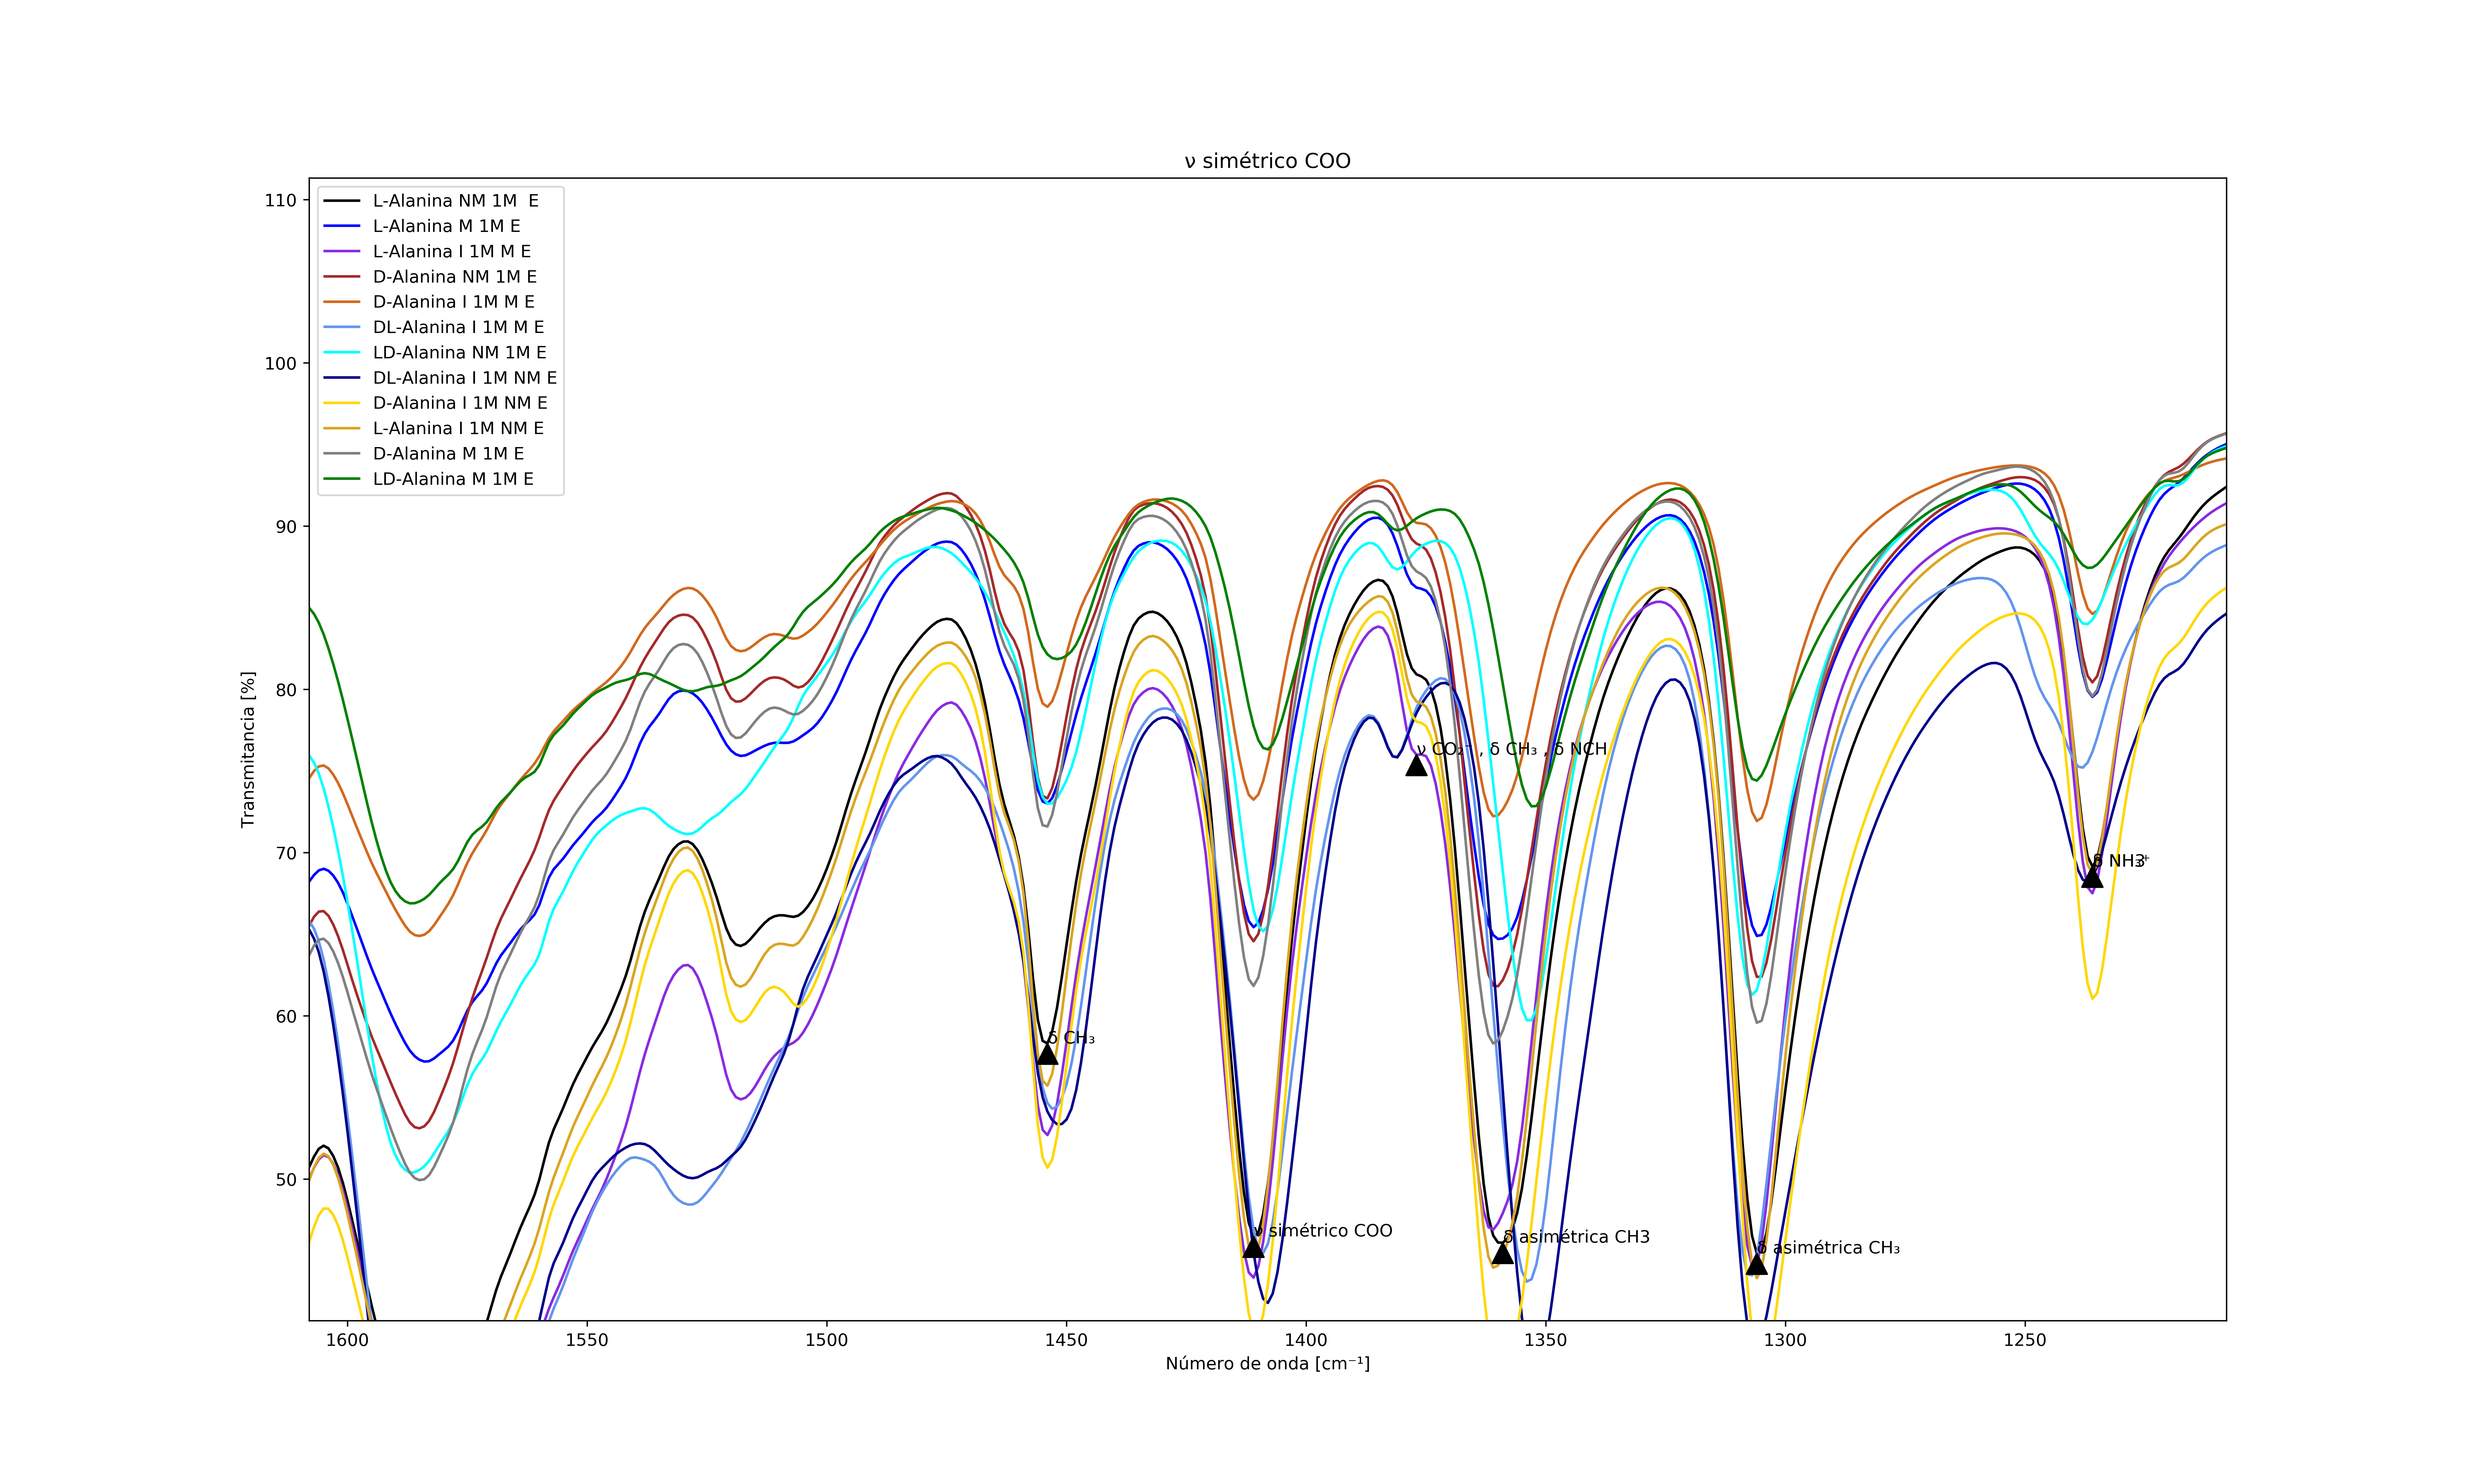 ν simétrico COO
L-Alanina NM 1M  E
L-Alanina M 1M E
L-Alanina I 1M M E
D-Alanina NM 1M E
D-Alanina I 1M M E
DL-Alanina I 1M M E
LD-Alanina NM 1M E
DL-Alanina I 1M NM E
D-Alanina I 1M NM E
L-Alanina I 1M NM E
D-Alanina M 1M E
LD-Alanina M 1M E
Transmitancia [%]
110
100
90
80
70
60
50
ν CO₂⁻ , δ CH₃ , δ NCH
δ NH3⁺
δ CH₃
ν simétrico COO
δ asimétrica CH3
δ asimétrica CH₃
1600 1550 1500 1450 1400 1350 1300 1250
Número de onda [cm⁻¹]